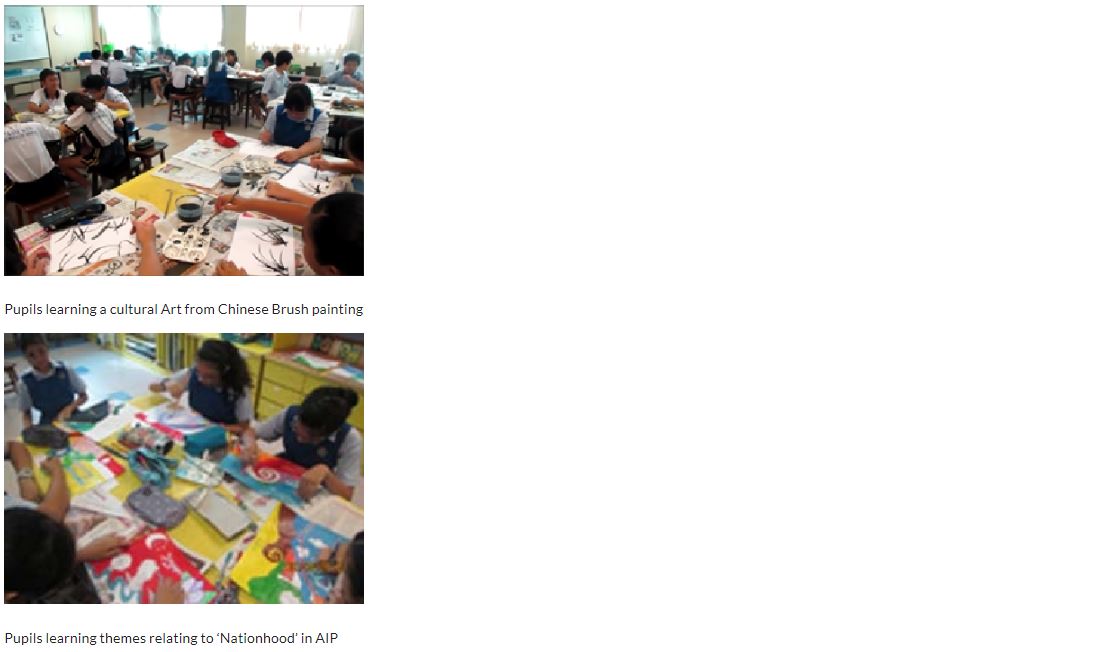 Pupils learning a cultural Art from Chinese Brush painting
Pupils learning themes relating to ‘Nationhood’ in AIP